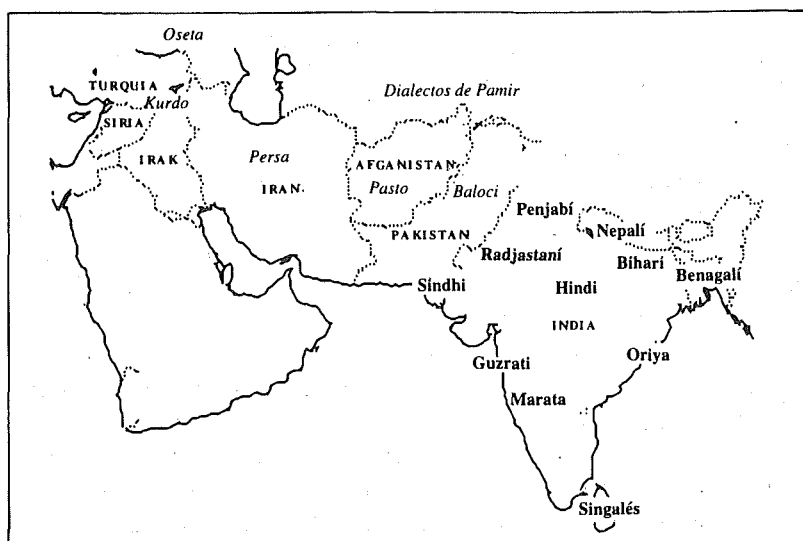 Oseta
TURQUIA
Kurdo
SIRIA
IRAK
Persa
IRAN
Dialectos de Pamir
AFGANISTAN
Pasto
Baloci
PAKISTAN
Penjabí
Nepalí
Radjastaní
Biharí
Benagalí
Sindhi
Hindi
INDIA
Guzrati
Oriya
Marata
Singalés